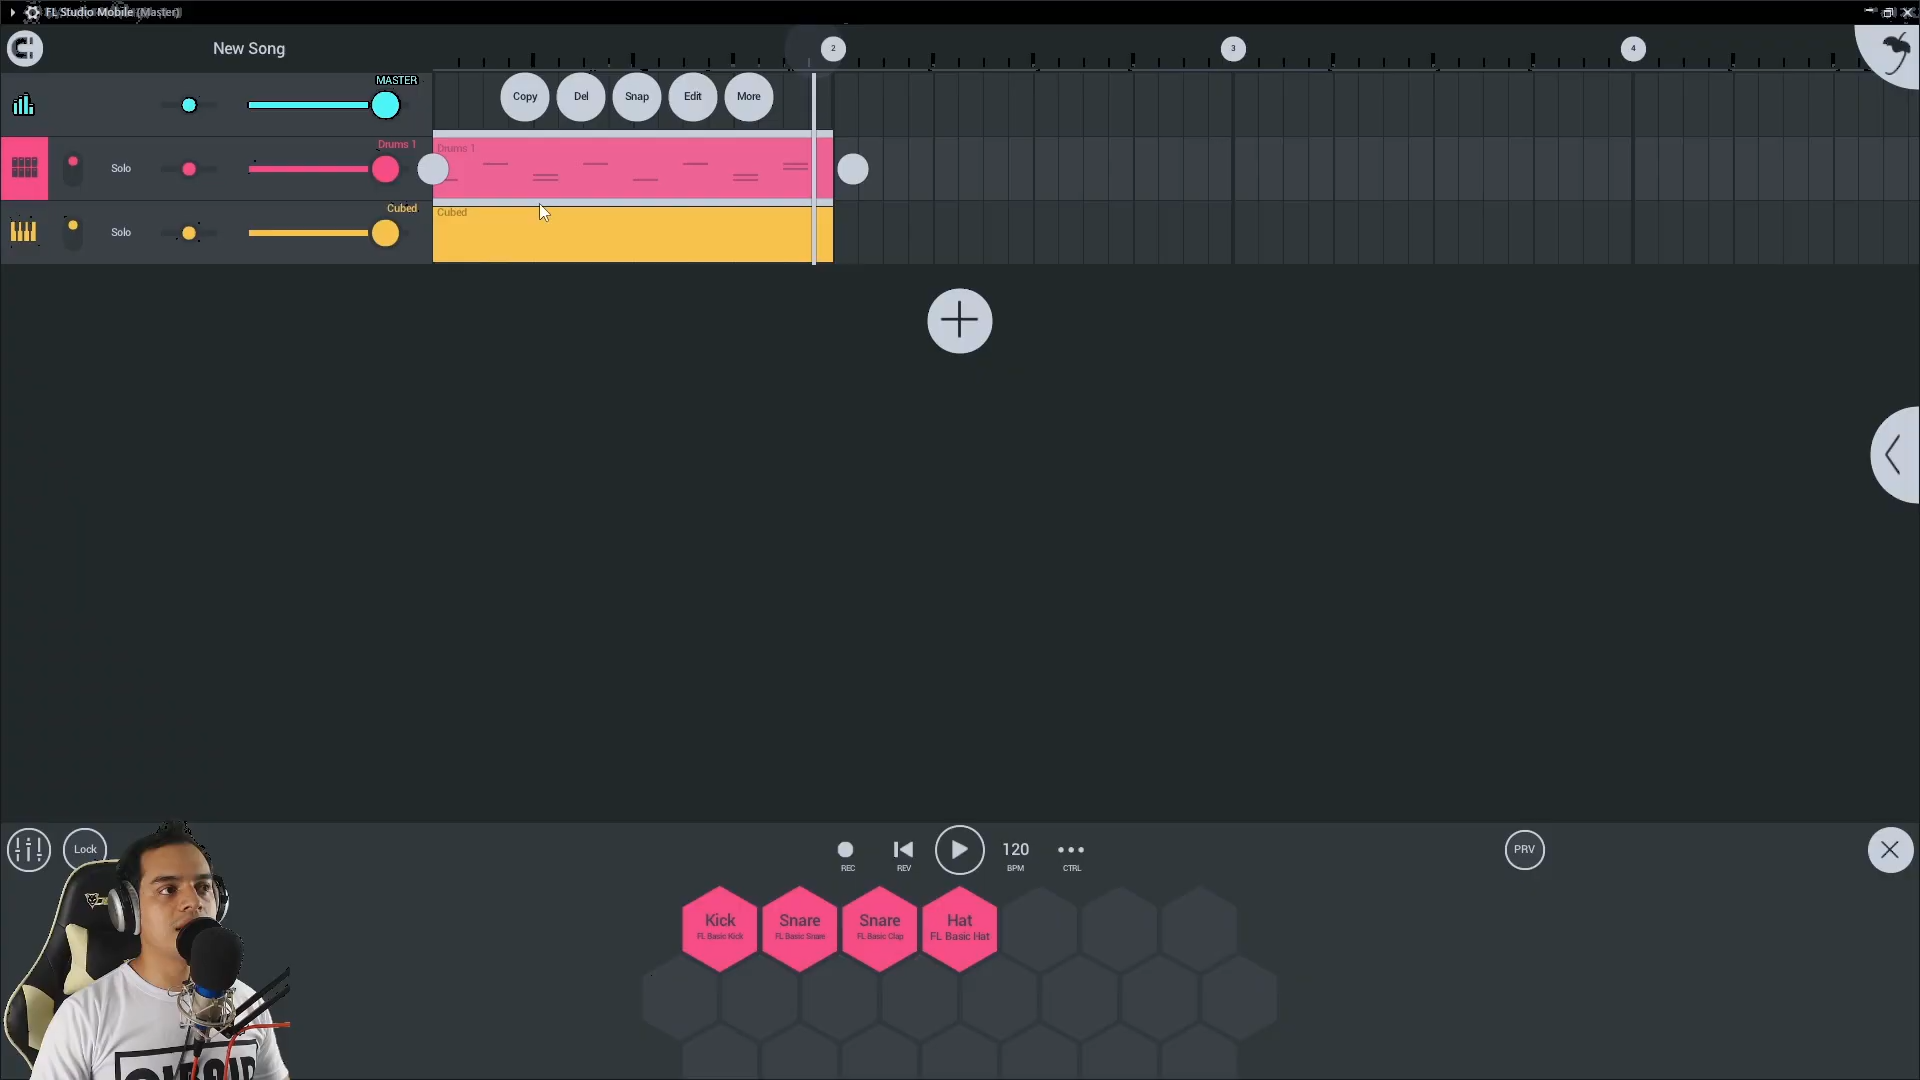 FL Studio Mobile [Master]
New Song
2
3
4
MASTER
Copy
Del
Snap
Edit
More
Drums 1
Solo
Drums 1
Cubed
Solo
Cubed
Lock
REC
REV
120
BPM
CTRL
PRV
Kick
FL Basic Kick
Snare
FL Basic Snare
Snare
FL Basic Clap
Hat
FL Basic Hat